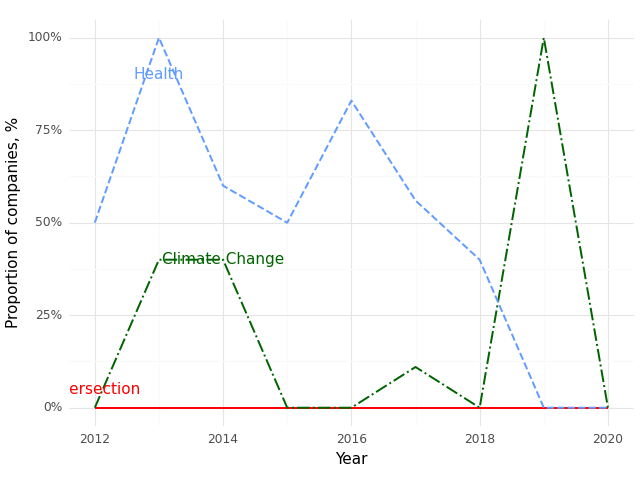 100%
Health
75%
Proportion of companies, %
50%
Climate Change
25%
ersection
0%
2012 2014 2016 2018 2020
Year